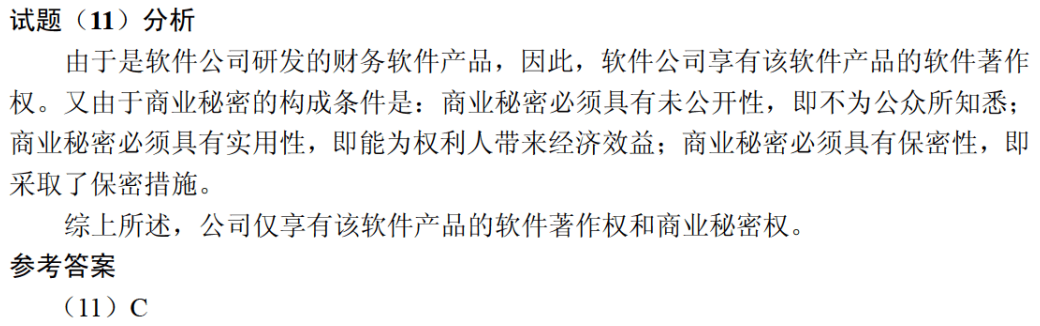 试题（11）分析
由于是软件公司研发的财务软件产品，因此，软件公司享有该软件产品的软件著作
权。又由于商业秘密的构成条件是：商业秘密必须具有未公开性，即不为公众所知悉；
商业秘密必须具有实用性，即能为权利人带来经济效益；商业秘密必须具有保密性，即
采取了保密措施。
综上所述，公司仅享有该软件产品的软件著作权和商业秘密权。
参考答案
（11）C